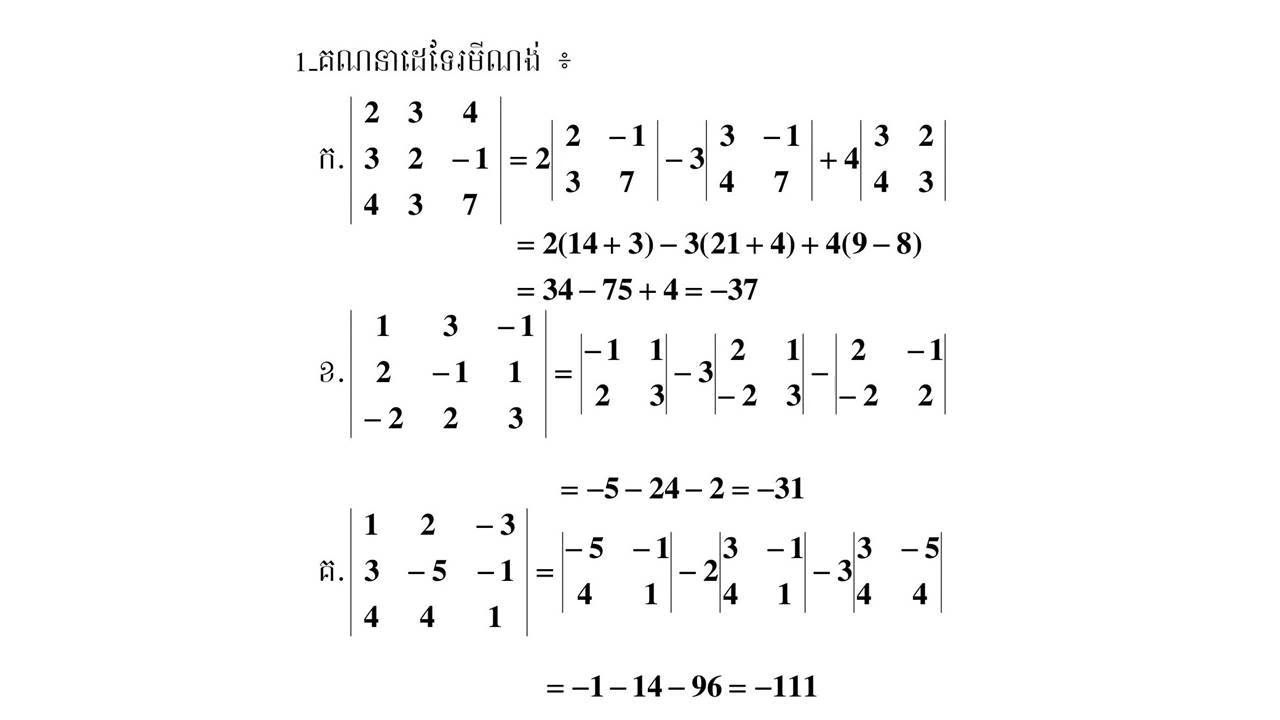 1-គណនាដេទែរមីណង់ ៖
ក. | 2 3 4 ; 3 2 −1 ; 4 3 7 | = 2 | 2 −1 ; 3 7 | − 3 | 3 −1 ; 4 7 | + 4 | 3 2 ; 4 3 |
= 2(14 + 3) − 3(21 + 4) + 4(9 − 8)
= 34 − 75 + 4 = −37
ខ. | 1 3 −1 ; 2 −1 1 ; −2 2 3 | = | −1 1 ; 2 3 | − 3 | 2 1 ; −2 3 | − | 2 −1 ; −2 2 |
= −5 − 24 − 2 = −31
គ. | 1 2 −3 ; 3 −5 −1 ; 4 4 1 | = | −5 −1 ; 4 1 | − 2 | 3 −1 ; 4 1 | − 3 | 3 −5 ; 4 4 |
= −1 − 14 − 96 = −111